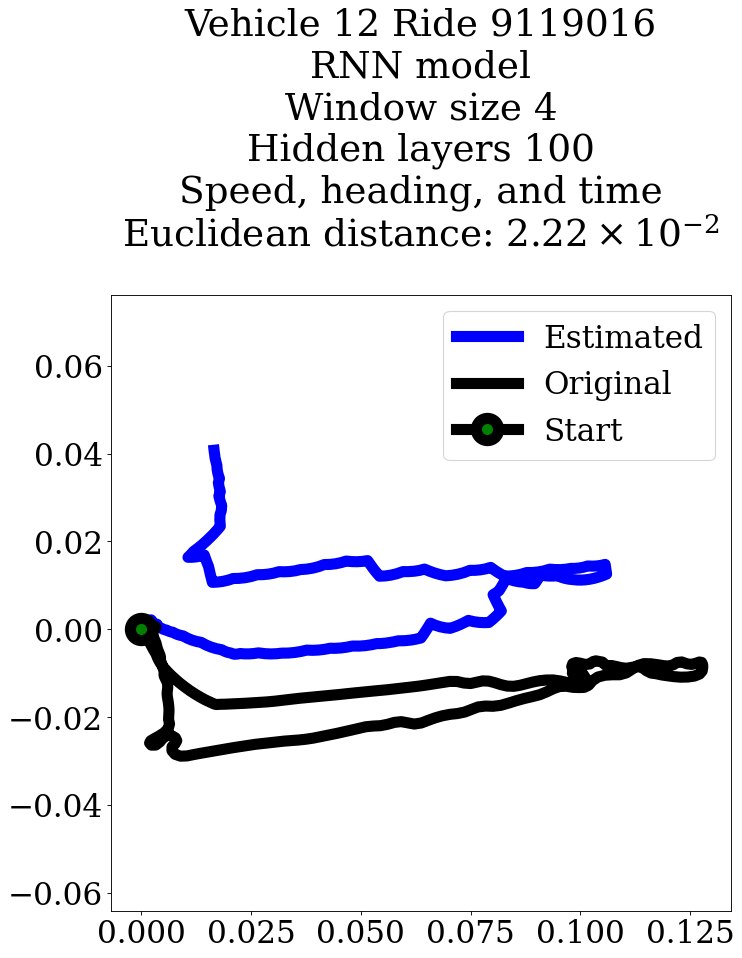 Vehicle 12 Ride 9119016
RNN model
Window size 4
Hidden layers 100
Speed, heading, and time
Euclidean distance: 2.22 × 10⁻²
Estimated
Original
Start
0.06
0.04
0.02
0.00
−0.02
−0.04
−0.06
0.000 0.025 0.050 0.075 0.100 0.125